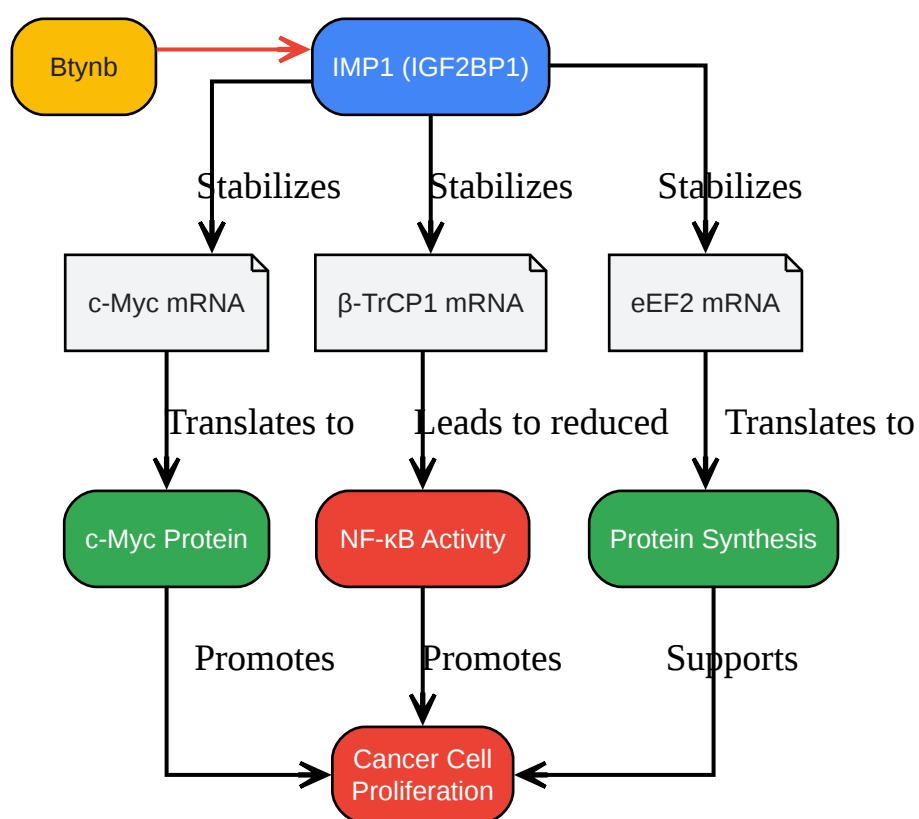 Btynb
IMP1 (IGF2BP1)
Stabilizes
Stabilizes
Stabilizes
c-Myc mRNA
β-TrCP1 mRNA
eEF2 mRNA
Translates to
Leads to reduced
Translates to
c-Myc Protein
NF-κB Activity
Protein Synthesis
Promotes
Promotes
Supports
Cancer Cell
Proliferation